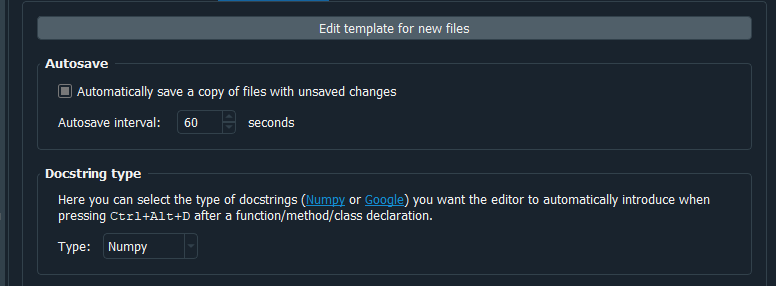 Edit template for new files
Autosave
Automatically save a copy of files with unsaved changes
Autosave interval: 60 seconds
Docstring type
Here you can select the type of docstrings (Numpy or Google) you want the editor to automatically introduce when
pressing Ctrl+Alt+D after a function/method/class declaration.
Type: Numpy